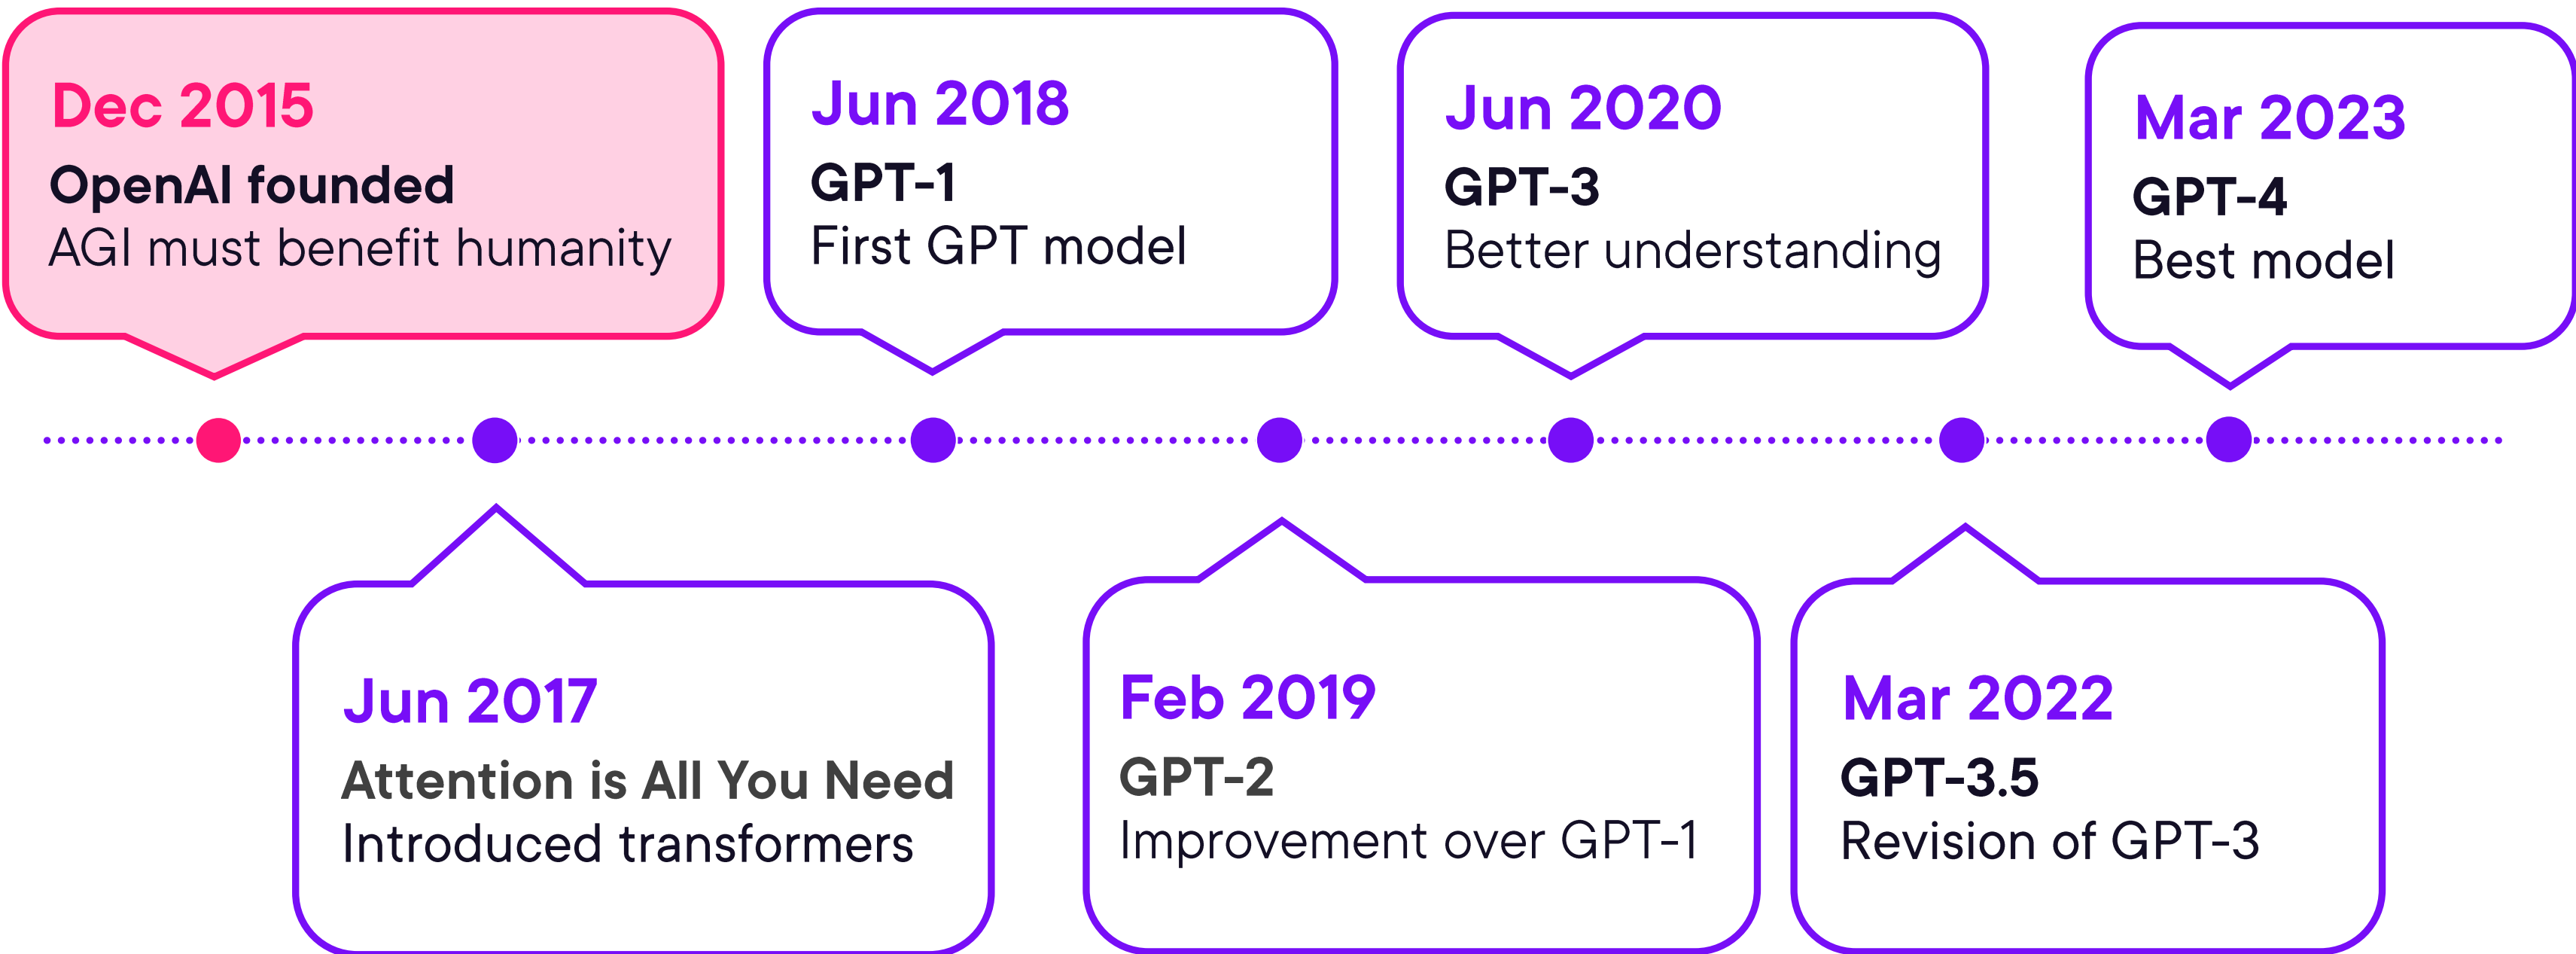 Dec 2015
OpenAI founded
AGI must benefit humanity
Jun 2018
GPT-1
First GPT model
Jun 2020
GPT-3
Better understanding
Mar 2023
GPT-4
Best model
Jun 2017
Attention is All You Need
Introduced transformers
Feb 2019
GPT-2
Improvement over GPT-1
Mar 2022
GPT-3.5
Revision of GPT-3